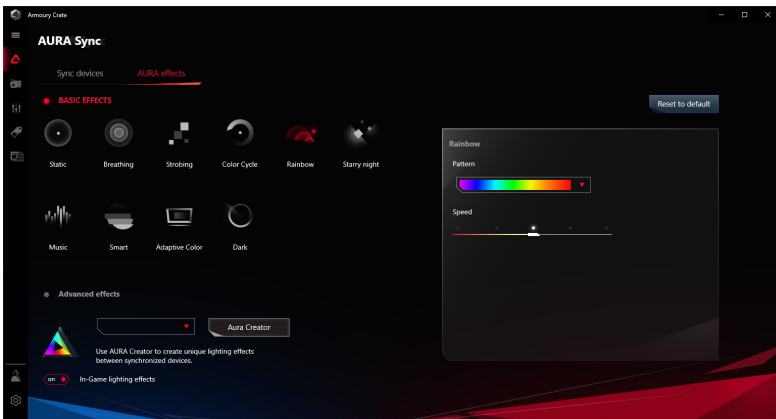 Armoury Crate
AURA Sync
Sync devices
AURA effects
BASIC EFFECTS
Reset to default
Static
Breathing
Strobing
Color Cycle
Rainbow
Starry night
Music
Smart
Adaptive Color
Dark
Rainbow
Pattern
Speed
Advanced effects
Aura Creator
Use AURA Creator to create unique lighting effects
between synchronized devices.
on
In-Game lighting effects